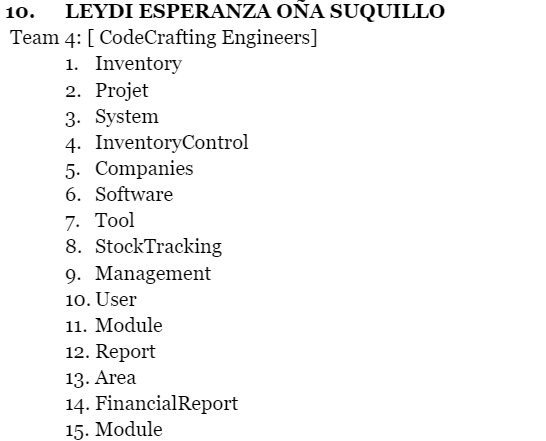 10. LEYDI ESPERANZA OÑA SUQUILLO
Team 4: [ CodeCrafting Engineers]
1. Inventory
2. Projet
3. System
4. InventoryControl
5. Companies
6. Software
7. Tool
8. StockTracking
9. Management
10. User
11. Module
12. Report
13. Area
14. FinancialReport
15. Module